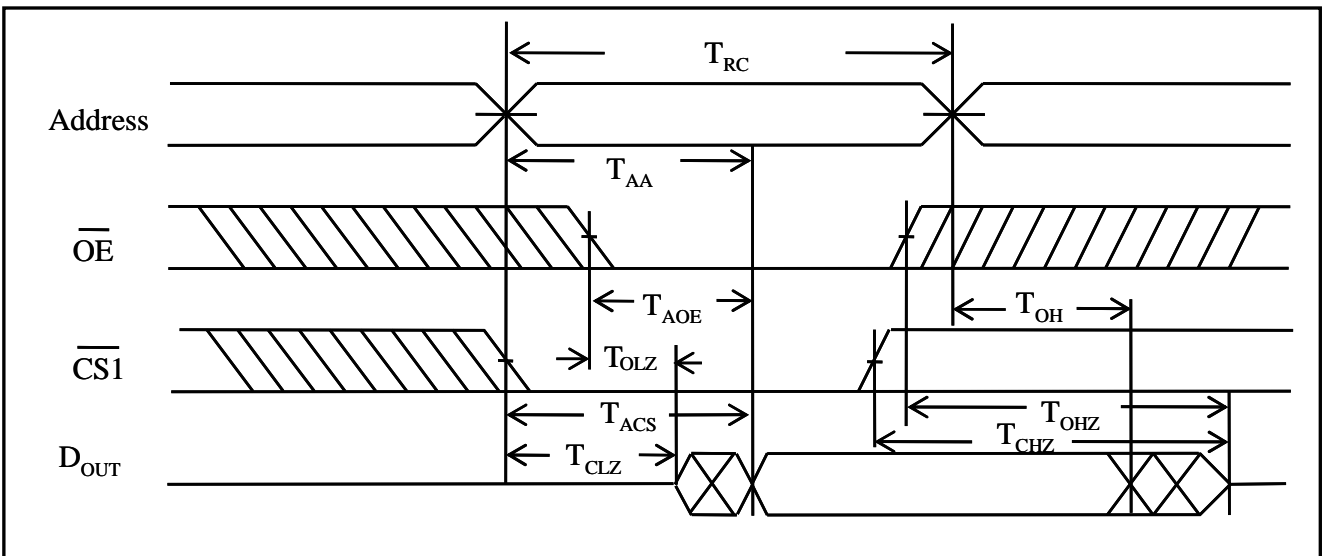 T_RC
Address
T_AA
OE
T_AOE
T_OH
CS1
T_OLZ
T_ACS
T_OHZ
T_CHZ
D_OUT
T_CLZ